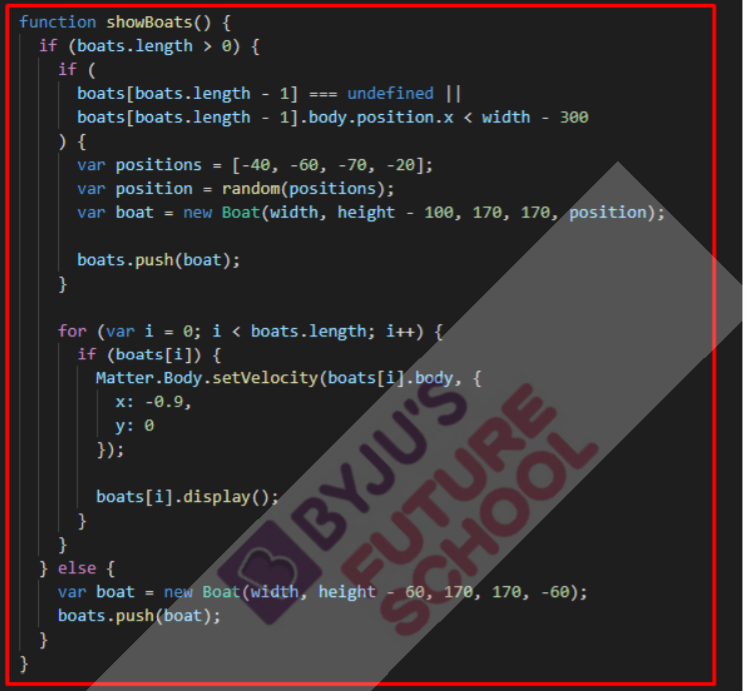 function showBoats() {
  if (boats.length > 0) {
    if (
      boats[boats.length - 1] === undefined ||
      boats[boats.length - 1].body.position.x < width - 300
    ) {
      var positions = [-40, -60, -70, -20];
      var position = random(positions);
      var boat = new Boat(width, height - 100, 170, 170, position);

      boats.push(boat);
    }

    for (var i = 0; i < boats.length; i++) {
      if (boats[i]) {
        Matter.Body.setVelocity(boats[i].body, {
          x: -0.9,
          y: 0
        });

        boats[i].display();
      }
    }
  } else {
    var boat = new Boat(width, height - 60, 170, 170, -60);
    boats.push(boat);
  }
}
BYJU'S
FUTURE
SCHOOL